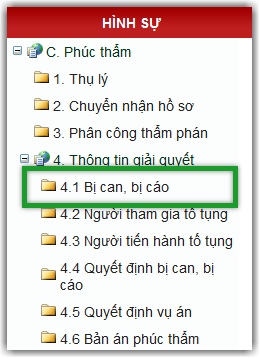 HÌNH SỰ
C. Phúc thẩm
1. Thụ lý
2. Chuyển nhận hồ sơ
3. Phân công thẩm phán
4. Thông tin giải quyết
4.1 Bị can, bị cáo
4.2 Người tham gia tố tụng
4.3 Người tiến hành tố tụng
4.4 Quyết định bị can, bị
cáo
4.5 Quyết định vụ án
4.6 Bản án phúc thẩm